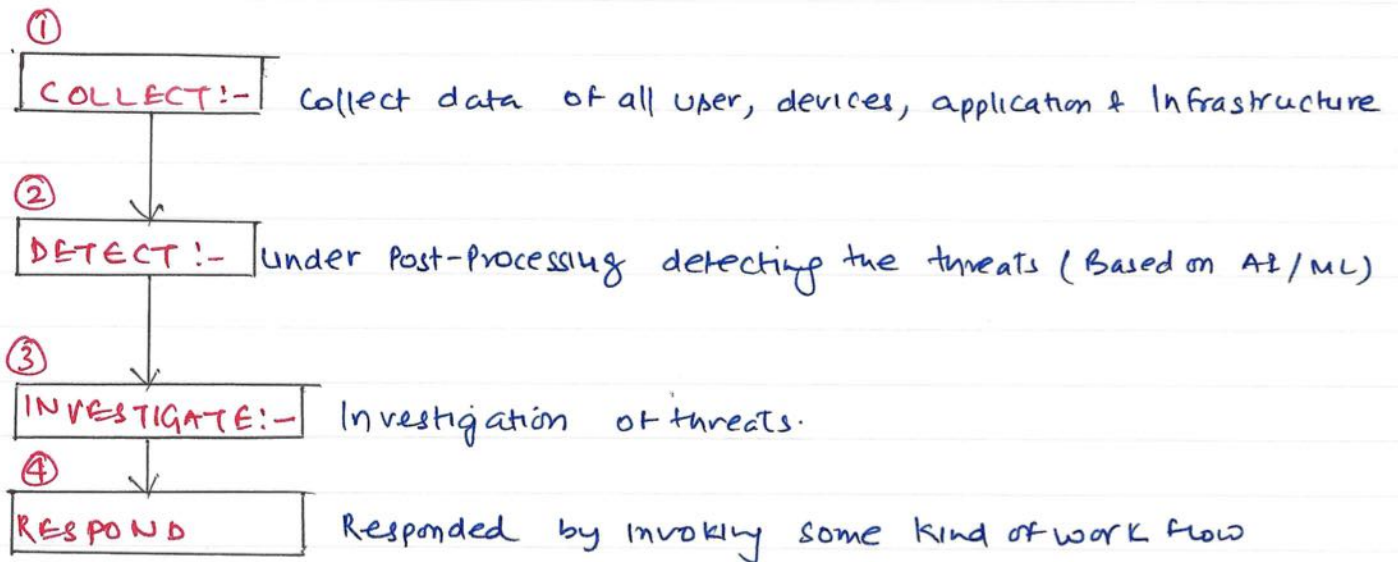 ①
COLLECT:- Collect data of all user, devices, application & Infrastructure
②
DETECT :- Under Post-Processing detecting the threats (Based on AI/ML)
③
INVESTIGATE:- Investigation of threats.
④
RESPOND Responded by invoking some kind of work flow